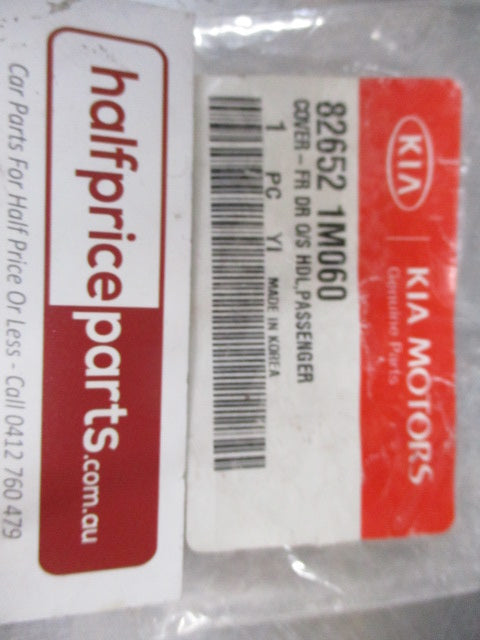 KIA
KIA MOTORS
Genuine Parts
82652 1M060
COVER-FR DR O/S HDL,PASSENGER
1 PC YI MADE IN KOREA
halfpriceparts.com.au
Car Parts For Half Price Or Less - Call 0412 760 479